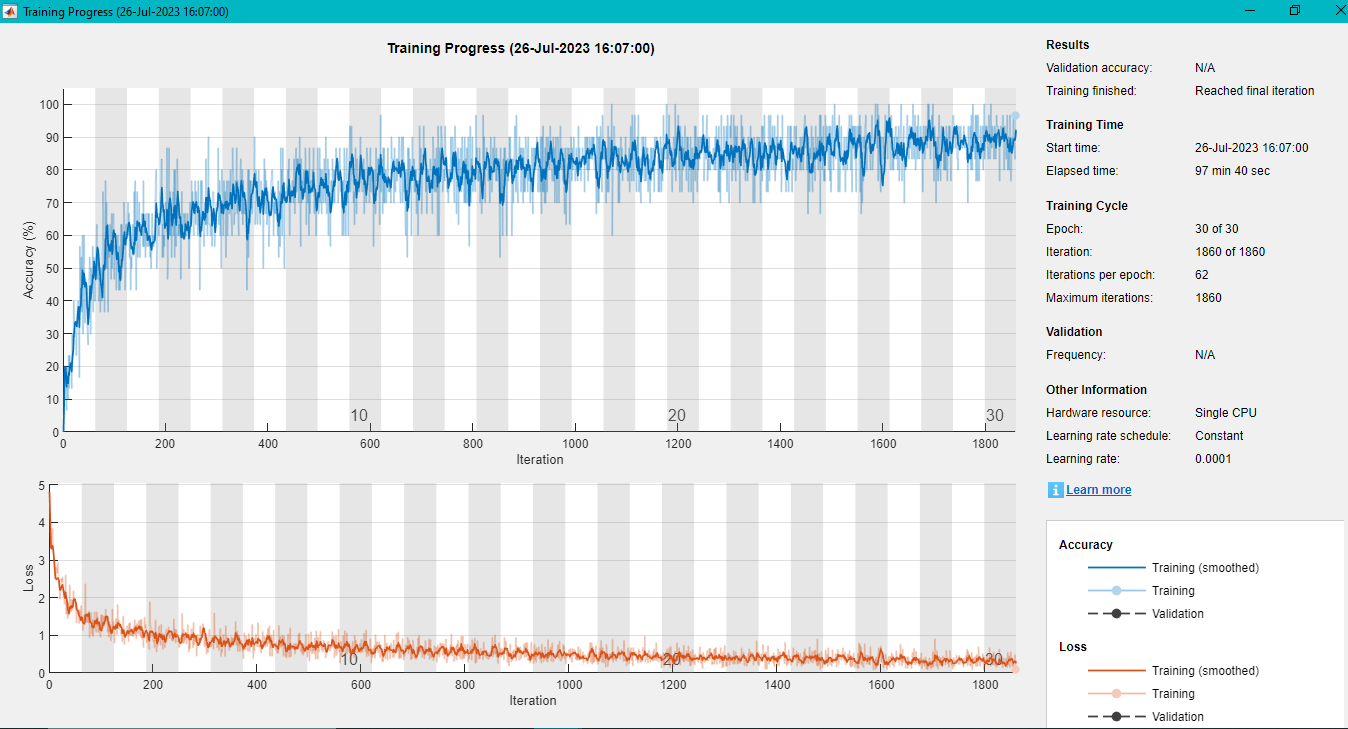 Training Progress (26-Jul-2023 16:07:00)
Training Progress (26-Jul-2023 16:07:00)
Accuracy (%)
100
90
80
70
60
50
40
30
20
10
0
10
20
30
0
200
400
600
800
1000
1200
1400
1600
1800
Iteration
Loss
5
4
3
2
1
0
10
20
30
0
200
400
600
800
1000
1200
1400
1600
1800
Iteration
Results
Validation accuracy: N/A
Training finished: Reached final iteration
Training Time
Start time: 26-Jul-2023 16:07:00
Elapsed time: 97 min 40 sec
Training Cycle
Epoch: 30 of 30
Iteration: 1860 of 1860
Iterations per epoch: 62
Maximum iterations: 1860
Validation
Frequency: N/A
Other Information
Hardware resource: Single CPU
Learning rate schedule: Constant
Learning rate: 0.0001
i Learn more
Accuracy
Training (smoothed)
Training
Validation
Loss
Training (smoothed)
Training
Validation